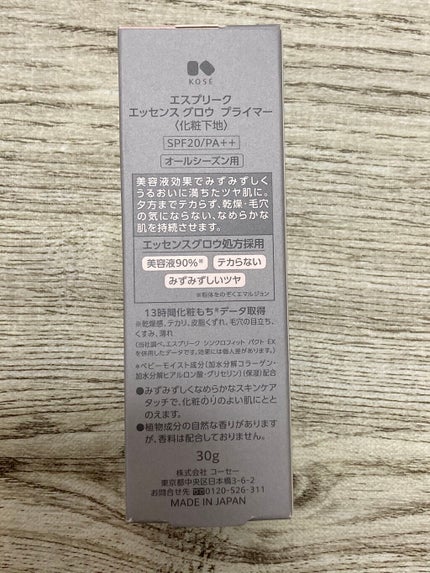 KOSÉ
エスプリーク
エッセンス グロウ プライマー
〈化粧下地〉
SPF20/PA++
オールシーズン用
美容液効果でみずみずしく
うるおいに満ちたツヤ肌に。
夕方までテカらず、乾燥・毛穴
の気にならない、なめらかな
肌を持続させます。
エッセンスグロウ処方採用
美容液90%※ テカらない
みずみずしいツヤ
※粉体をのぞくエマルジョン
13時間化粧もち※データ取得
※乾燥感、テカリ、皮脂くずれ、毛穴の目立ち、
くすみ、薄れ
(当社調べ。エスプリーク シンクロフィット パクト EX
を併用したデータです。効果には個人差があります。)
*ベビーモイスト成分〔加水分解コラーゲン・
加水分解ヒアルロン酸・グリセリン〕(保湿)配合
●みずみずしくなめらかなスキンケア
タッチで、化粧のりのよい肌にとと
のえます。
●植物成分の自然な香りがあります
が、香料は配合しておりません。
30g
株式会社 コーセー
東京都中央区日本橋3-6-2
お問合せ先 0120-526-311
MADE IN JAPAN